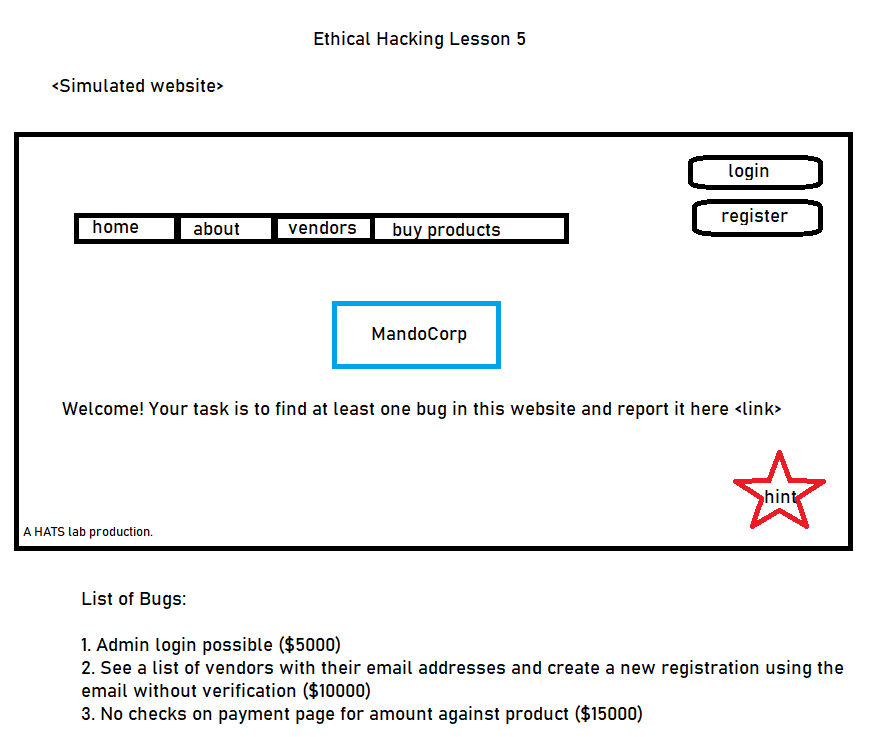 Ethical Hacking Lesson 5
<Simulated website>
login
register
home about vendors buy products
MandoCorp
Welcome! Your task is to find at least one bug in this website and report it here <link>
hint
A HATS lab production.
List of Bugs:
1. Admin login possible ($5000)
2. See a list of vendors with their email addresses and create a new registration using the
email without verification ($10000)
3. No checks on payment page for amount against product ($15000)